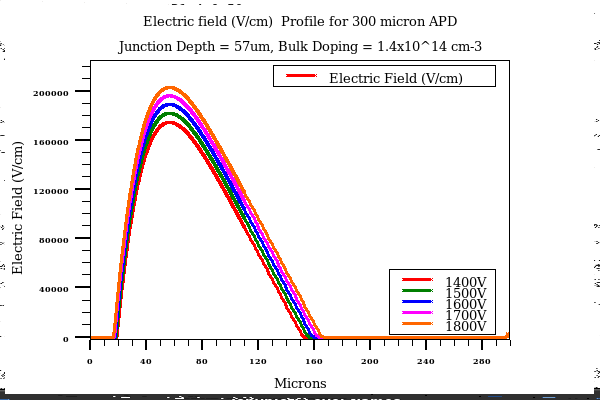 Electric field (V/cm)  Profile for 300 micron APD
Junction Depth = 57um, Bulk Doping = 1.4x10^14 cm-3
Electric Field (V/cm)
200000
160000
120000
80000
40000
0
Electric Field (V/cm)
1400V
1500V
1600V
1700V
1800V
0 40 80 120 160 200 240 280
Microns